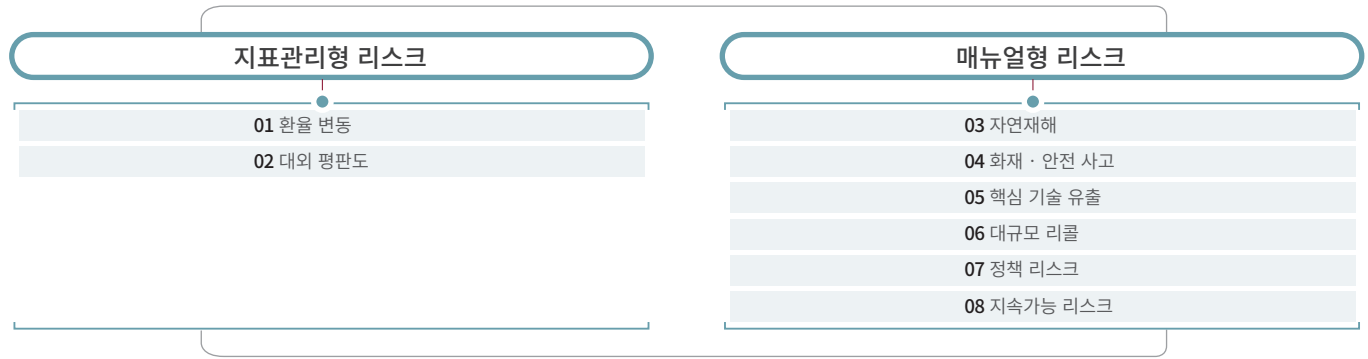 지표관리형 리스크
01 환율 변동
02 대외 평판도
매뉴얼형 리스크
03 자연재해
04 화재 · 안전 사고
05 핵심 기술 유출
06 대규모 리콜
07 정책 리스크
08 지속가능 리스크